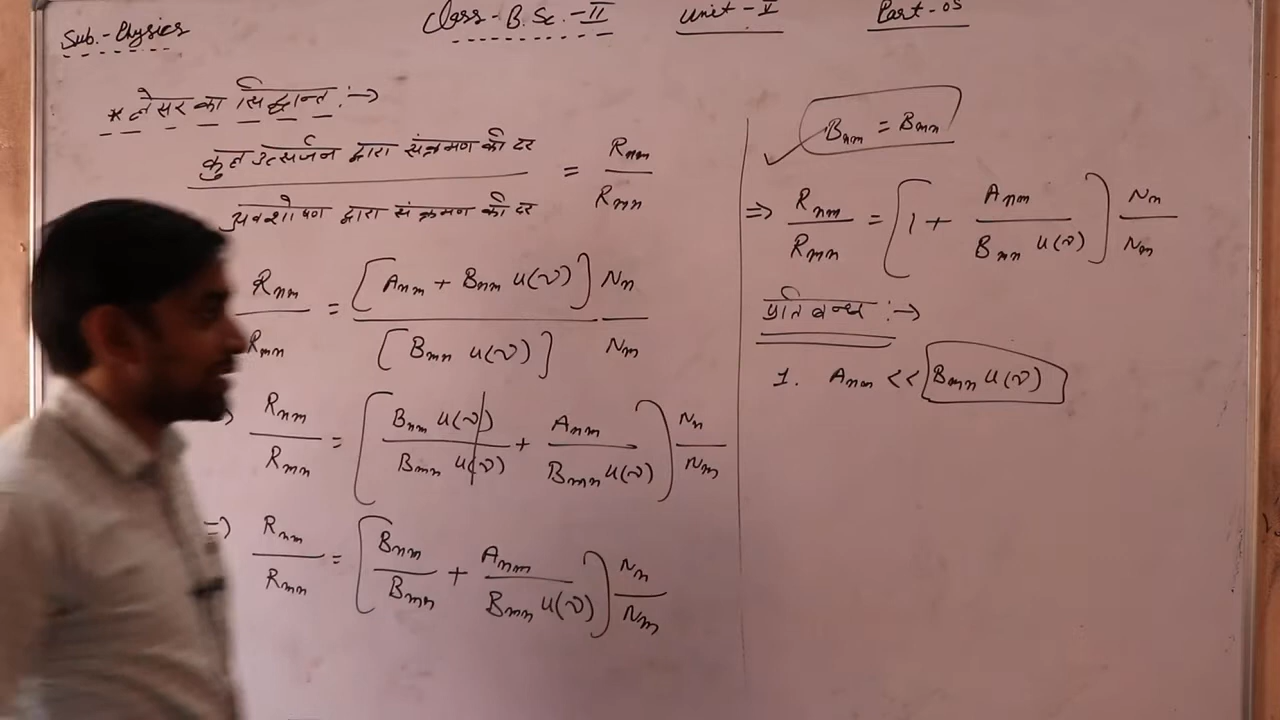 Sub.- Physics
Class- B.Sc.-II
Unit - V
Part-05
* लेसर का सिद्धान्त :->
कुल उत्सर्जन द्वारा संक्रमण की दर / अवशोषण द्वारा संक्रमण की दर = Rnm / Rmn
Rnm / Rmn = [Anm + Bnm u(ν)] Nn / [Bmn u(ν)] Nm
=> Rnm / Rmn = [Bnm u(ν) / Bmn u(ν) + Anm / Bmn u(ν)] Nn / Nm
=> Rnm / Rmn = [Bnm / Bmn + Anm / Bmn u(ν)] Nn / Nm
✓ Bnm = Bmn
=> Rnm / Rmn = [1 + Anm / Bmn u(ν)] Nn / Nm
प्रतिबन्ध :->
1. Anm << Bmn u(ν)